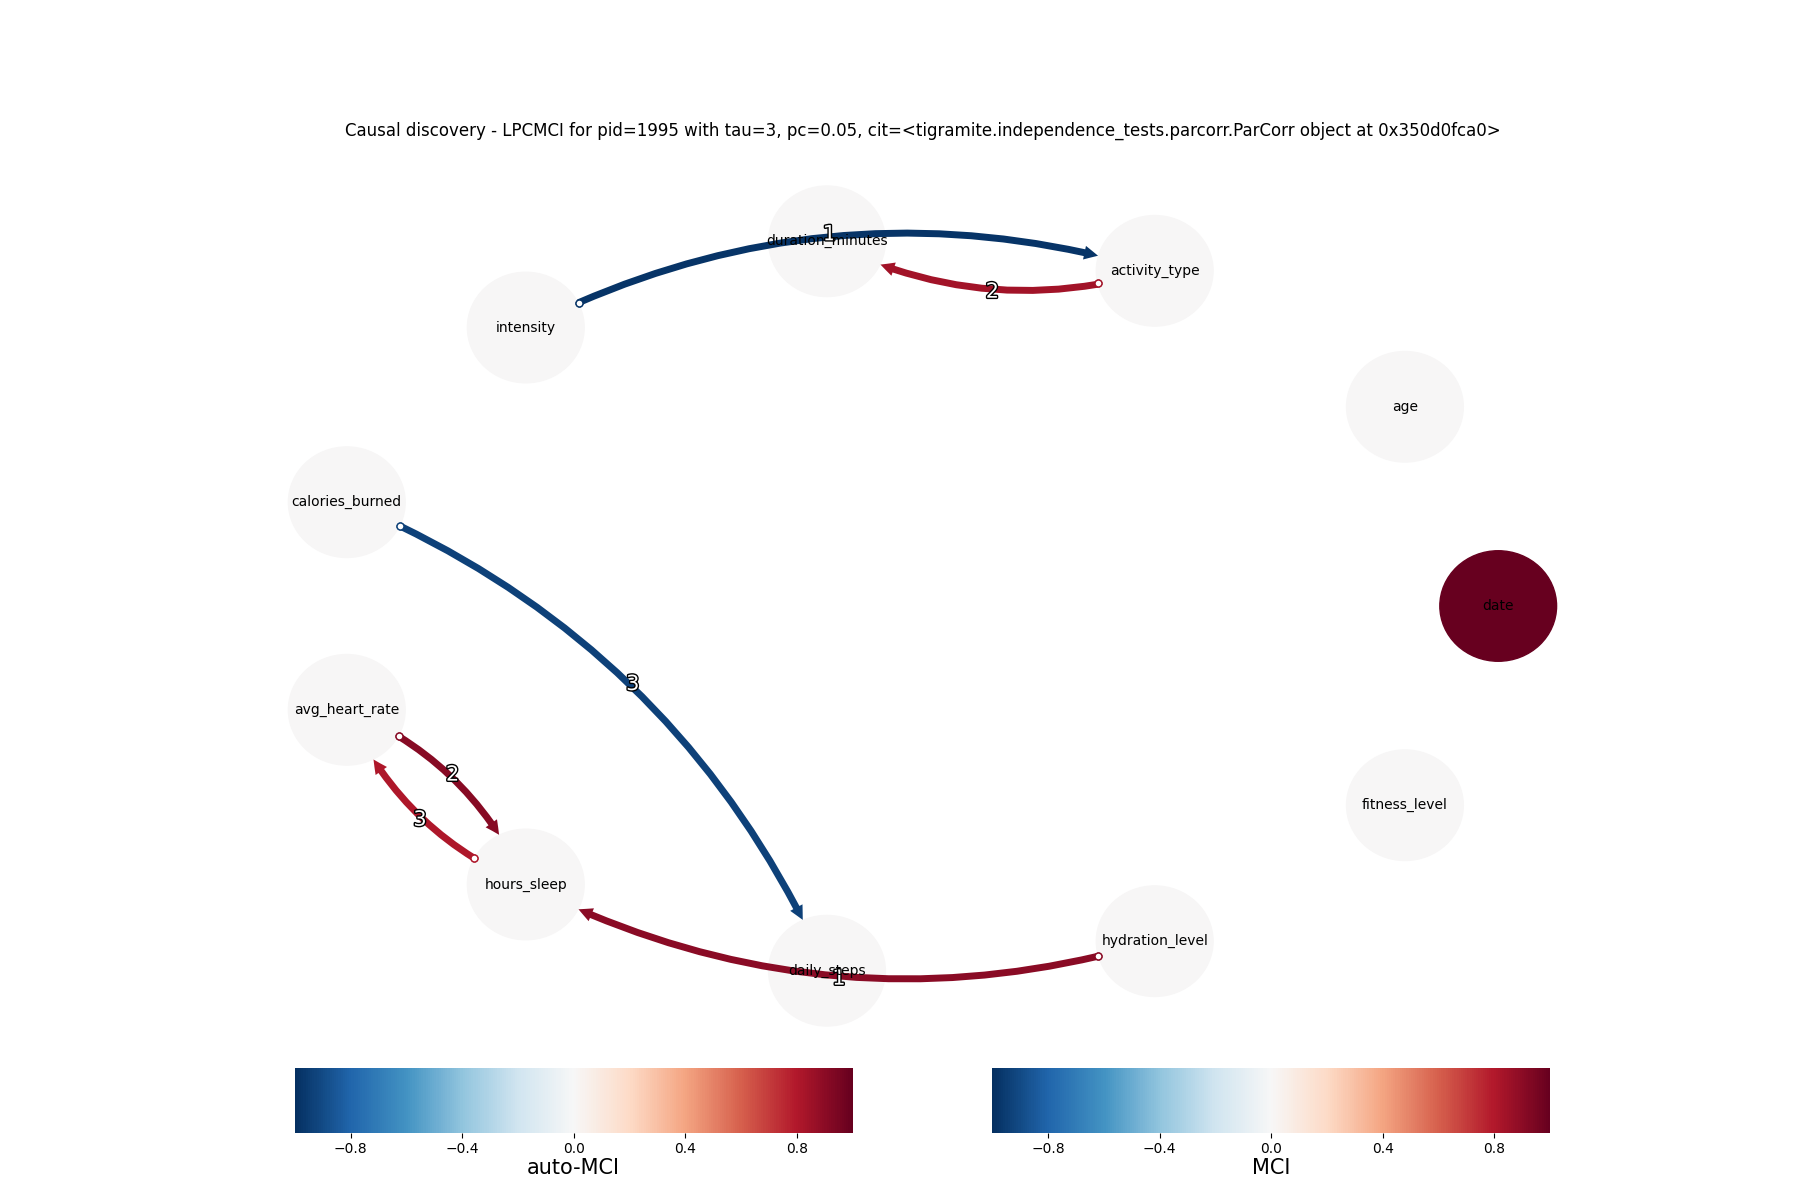 Causal discovery - LPCMCI for pid=1995 with tau=3, pc=0.05, cit=<tigramite.independence_tests.parcorr.ParCorr object at 0x350d0fca0>
1
duration_minutes
activity_type
2
intensity
age
calories_burned
date
3
avg_heart_rate
2
3
fitness_level
hours_sleep
hydration_level
daily_steps
1
−0.8 −0.4 0.0 0.4 0.8
auto-MCI
−0.8 −0.4 0.0 0.4 0.8
MCI